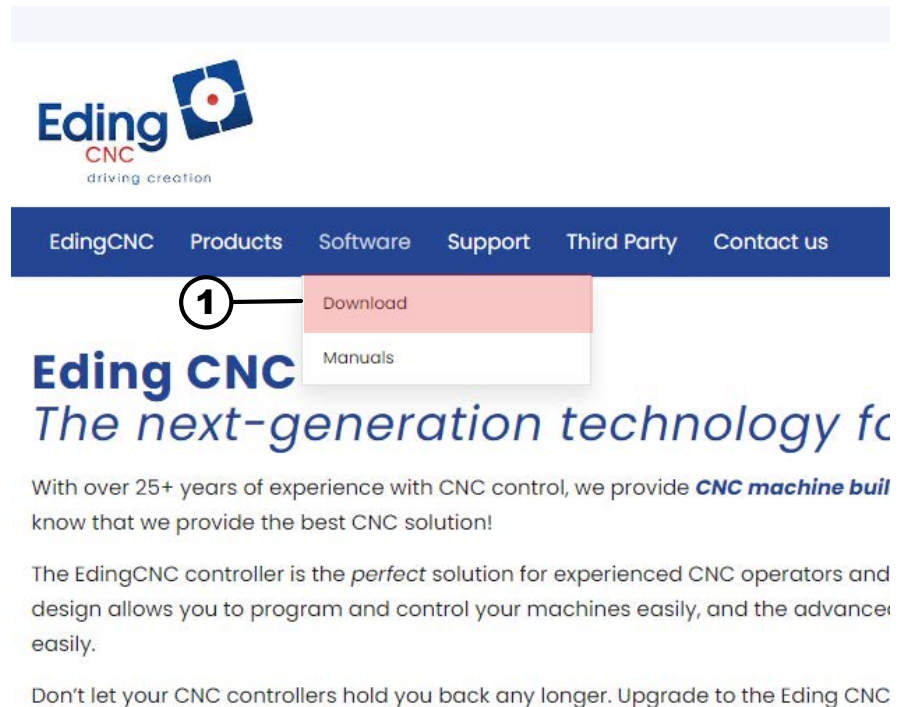 Eding
CNC
driving creation
EdingCNC Products Software Support Third Party Contact us
1
Download
Manuals
Eding CNC
The next-generation technology fo
With over 25+ years of experience with CNC control, we provide CNC machine buil
know that we provide the best CNC solution!
The EdingCNC controller is the perfect solution for experienced CNC operators and
design allows you to program and control your machines easily, and the advance
easily.
Don’t let your CNC controllers hold you back any longer. Upgrade to the Eding CNC